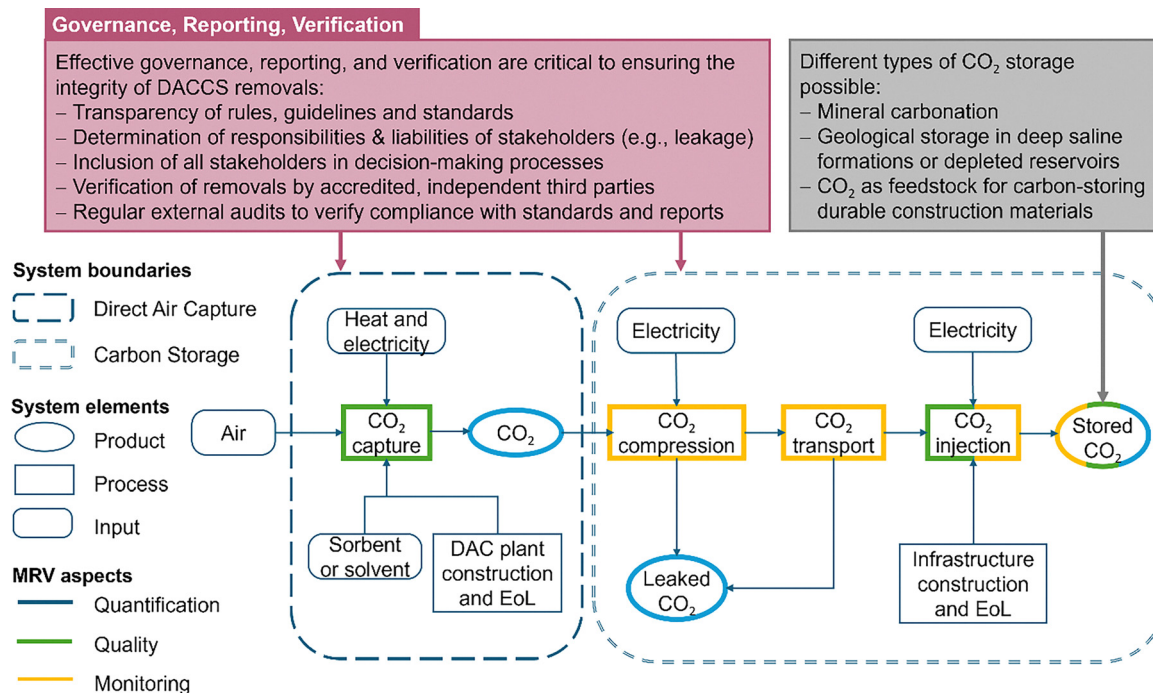 Governance, Reporting, Verification
Effective governance, reporting, and verification are critical to ensuring the
integrity of DACCS removals:
– Transparency of rules, guidelines and standards
– Determination of responsibilities & liabilities of stakeholders (e.g., leakage)
– Inclusion of all stakeholders in decision-making processes
– Verification of removals by accredited, independent third parties
– Regular external audits to verify compliance with standards and reports
Different types of CO₂ storage
possible:
– Mineral carbonation
– Geological storage in deep saline
formations or depleted reservoirs
– CO₂ as feedstock for carbon-storing
durable construction materials
System boundaries
Direct Air Capture
Carbon Storage
System elements
Product
Process
Input
MRV aspects
Quantification
Quality
Monitoring
Heat and
electricity
Air
CO₂
capture
CO₂
Sorbent
or solvent
DAC plant
construction
and EoL
Electricity
CO₂
compression
CO₂
transport
Leaked
CO₂
Electricity
CO₂
injection
Infrastructure
construction
and EoL
Stored
CO₂